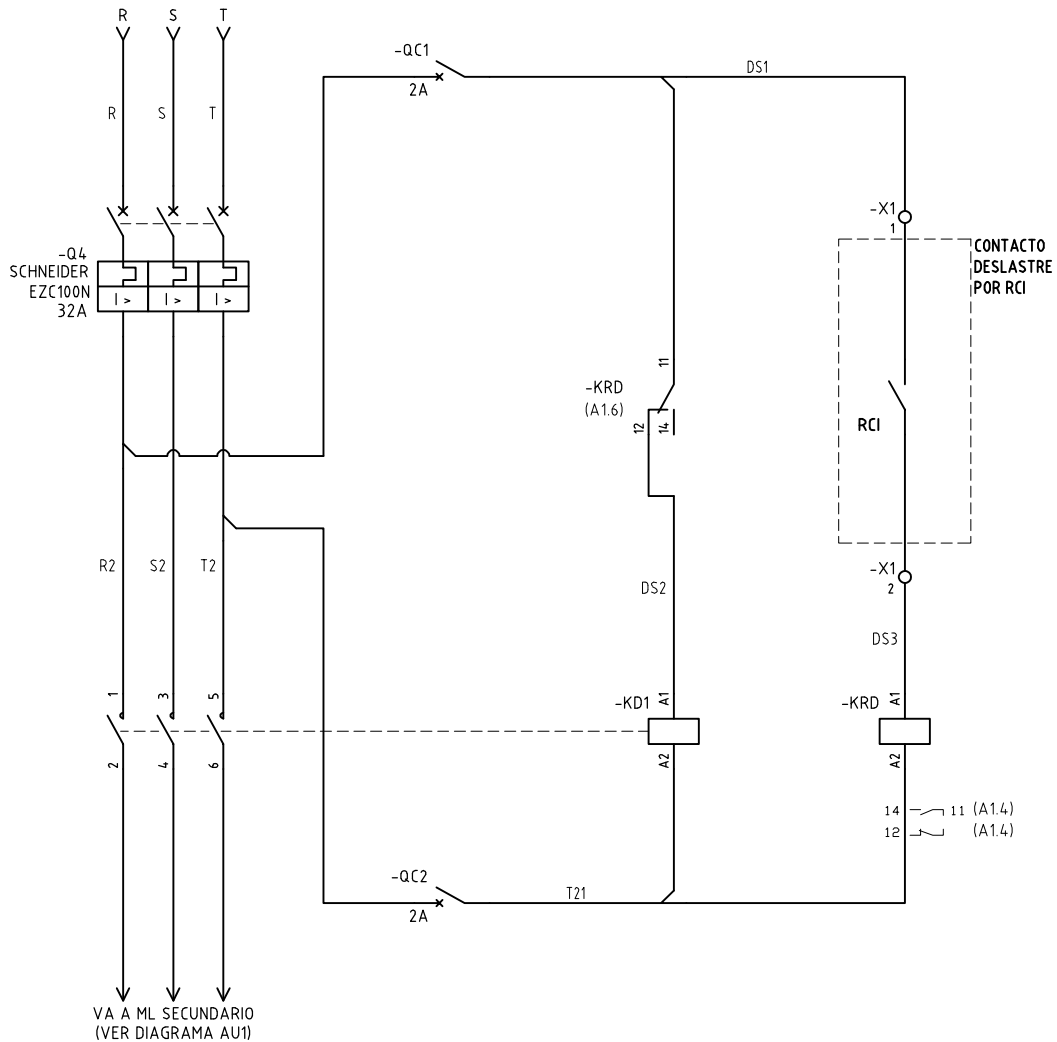 R S T
-QC1
2A
DS1
R S T
-X1
1
CONTACTO
DESLASTRE
POR RCI
-Q4
SCHNEIDER
EZC100N
32A
I > I > I >
11
-KRD
(A1.6)
12 14
RCI
R2 S2 T2
-X1
2
DS2
DS3
1 3 5
-KD1 A1
-KRD A1
2 4 6
A2
A2
14 11 (A1.4)
12 (A1.4)
-QC2
2A
T21
VA A ML SECUNDARIO
(VER DIAGRAMA AU1)